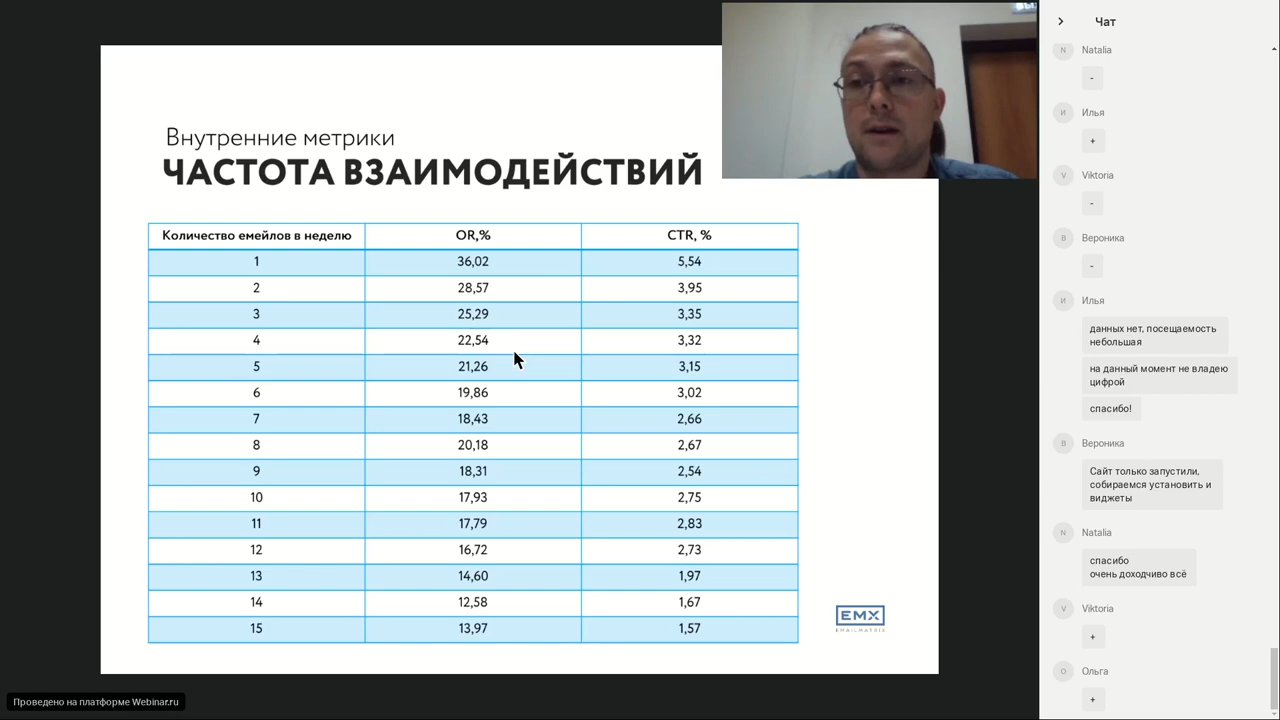 Внутренние метрики
ЧАСТОТА ВЗАИМОДЕЙСТВИЙ
Количество емейлов в неделю OR,% CTR, %
1 36,02 5,54
2 28,57 3,95
3 25,29 3,35
4 22,54 3,32
5 21,26 3,15
6 19,86 3,02
7 18,43 2,66
8 20,18 2,67
9 18,31 2,54
10 17,93 2,75
11 17,79 2,83
12 16,72 2,73
13 14,60 1,97
14 12,58 1,67
15 13,97 1,57
EMX
EMAILMATRIX
Проведено на платформе Webinar.ru
Чат
N Natalia
-
И Илья
+
V Viktoria
-
В Вероника
-
И Илья
данных нет, посещаемость
небольшая
на данный момент не владею
цифрой
спасибо!
В Вероника
Сайт только запустили,
собираемся установить и
виджеты
N Natalia
спасибо
очень доходчиво всё
V Viktoria
+
О Ольга
+